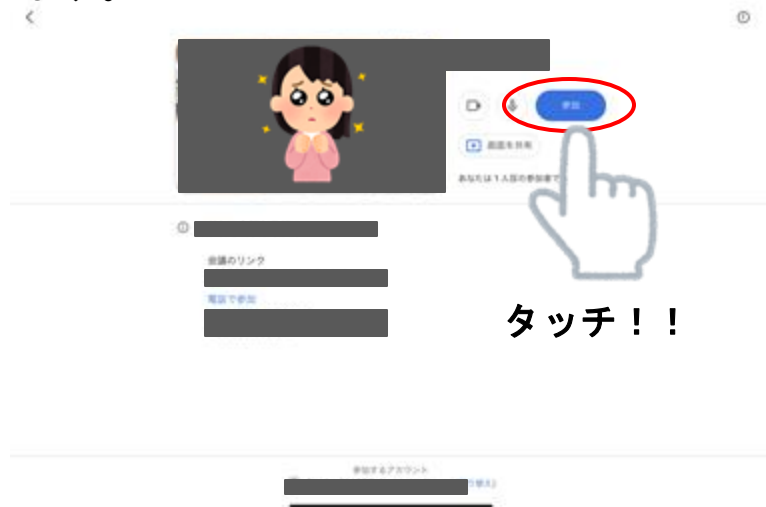 参加
画面を共有
あなたは1人目の参加者で
会議のリンク
電話で参加
タッチ！！
参加するアカウント